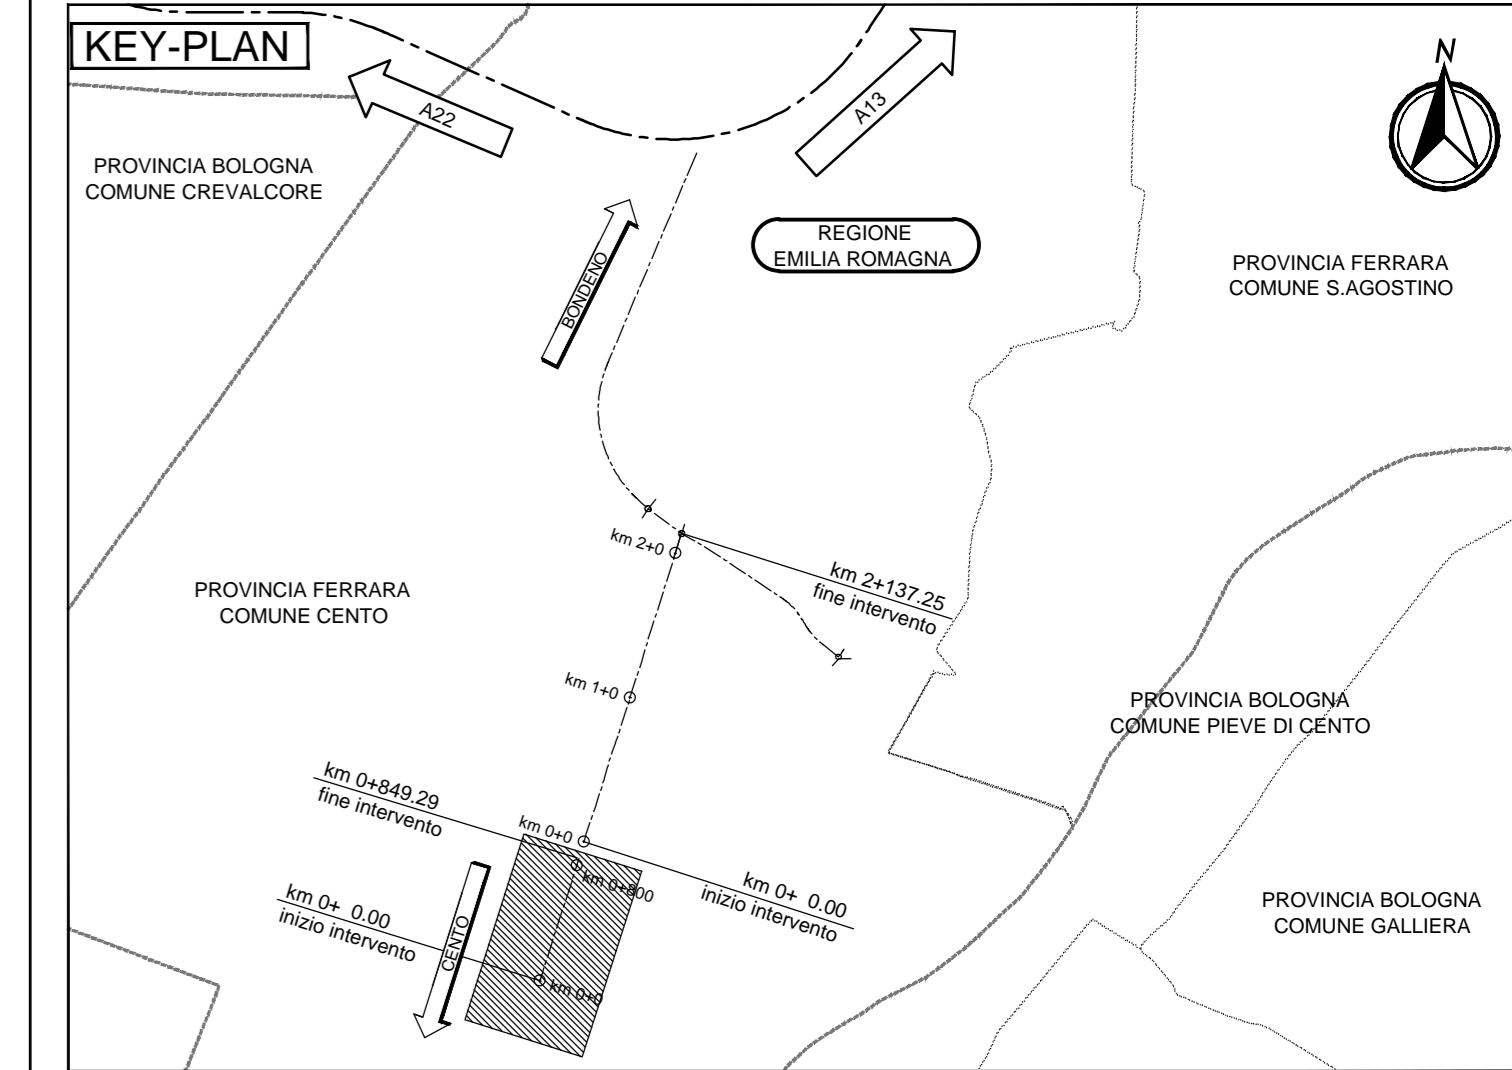 KEY-PLAN
N
A22
A13
PROVINCIA BOLOGNA
COMUNE CREVALCORE
REGIONE
EMILIA ROMAGNA
BONDENO
PROVINCIA FERRARA
COMUNE S.AGOSTINO
km 2+0
km 2+137.25
fine intervento
PROVINCIA FERRARA
COMUNE CENTO
km 1+0
PROVINCIA BOLOGNA
COMUNE PIEVE DI CENTO
km 0+849.29
fine intervento
km 0+0
km 0+800
km 0+ 0.00
inizio intervento
km 0+ 0.00
inizio intervento
CENTO
km 0+0
PROVINCIA BOLOGNA
COMUNE GALLIERA